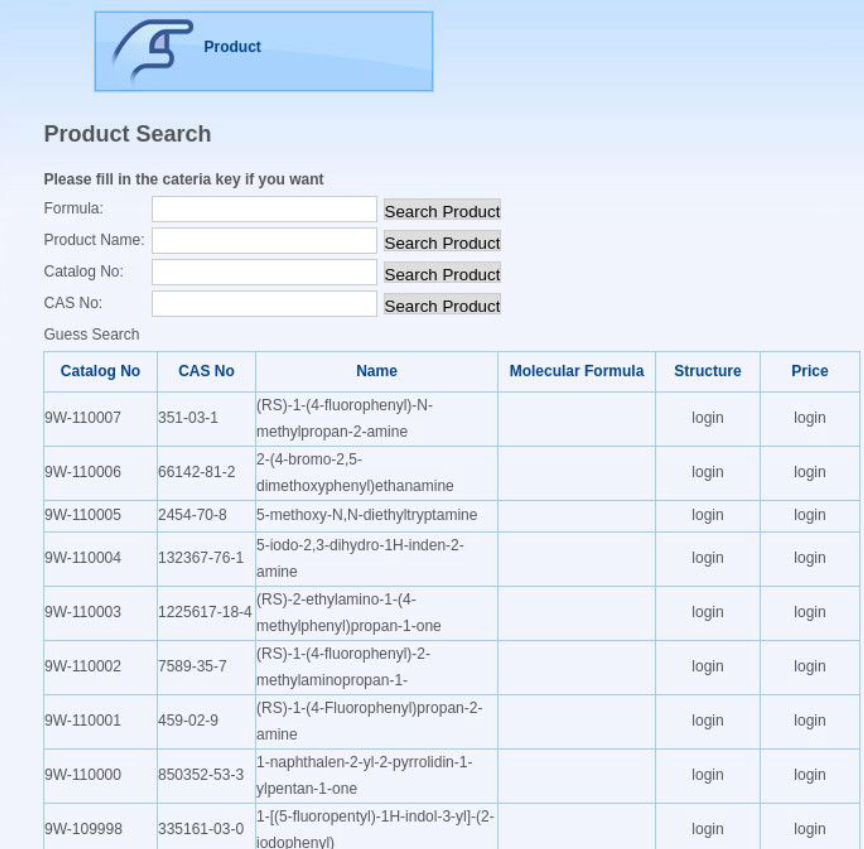 Product
Product Search
Please fill in the cateria key if you want
Formula: Search Product
Product Name: Search Product
Catalog No: Search Product
CAS No: Search Product
Guess Search
Catalog No CAS No Name Molecular Formula Structure Price
9W-110007 351-03-1 (RS)-1-(4-fluorophenyl)-N-
methylpropan-2-amine login login
9W-110006 66142-81-2 2-(4-bromo-2,5-
dimethoxyphenyl)ethanamine login login
9W-110005 2454-70-8 5-methoxy-N,N-diethyltryptamine login login
9W-110004 132367-76-1 5-iodo-2,3-dihydro-1H-inden-2-
amine login login
9W-110003 1225617-18-4 (RS)-2-ethylamino-1-(4-
methylphenyl)propan-1-one login login
9W-110002 7589-35-7 (RS)-1-(4-fluorophenyl)-2-
methylaminopropan-1- login login
9W-110001 459-02-9 (RS)-1-(4-Fluorophenyl)propan-2-
amine login login
9W-110000 850352-53-3 1-naphthalen-2-yl-2-pyrrolidin-1-
ylpentan-1-one login login
9W-109998 335161-03-0 1-[(5-fluoropentyl)-1H-indol-3-yl]-(2-
iodophenyl) login login